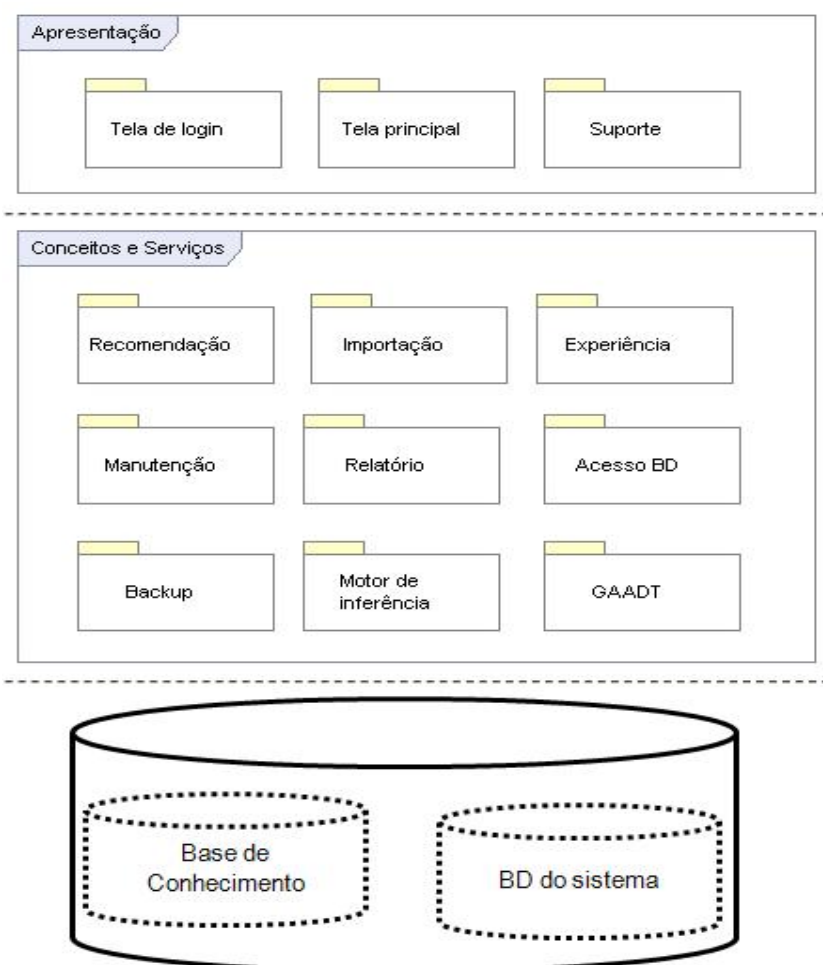 Apresentação
Tela de login
Tela principal
Suporte
Conceitos e Serviços
Recomendação
Importação
Experiência
Manutenção
Relatório
Acesso BD
Backup
Motor de
inferência
GAADT
Base de
Conhecimento
BD do sistema